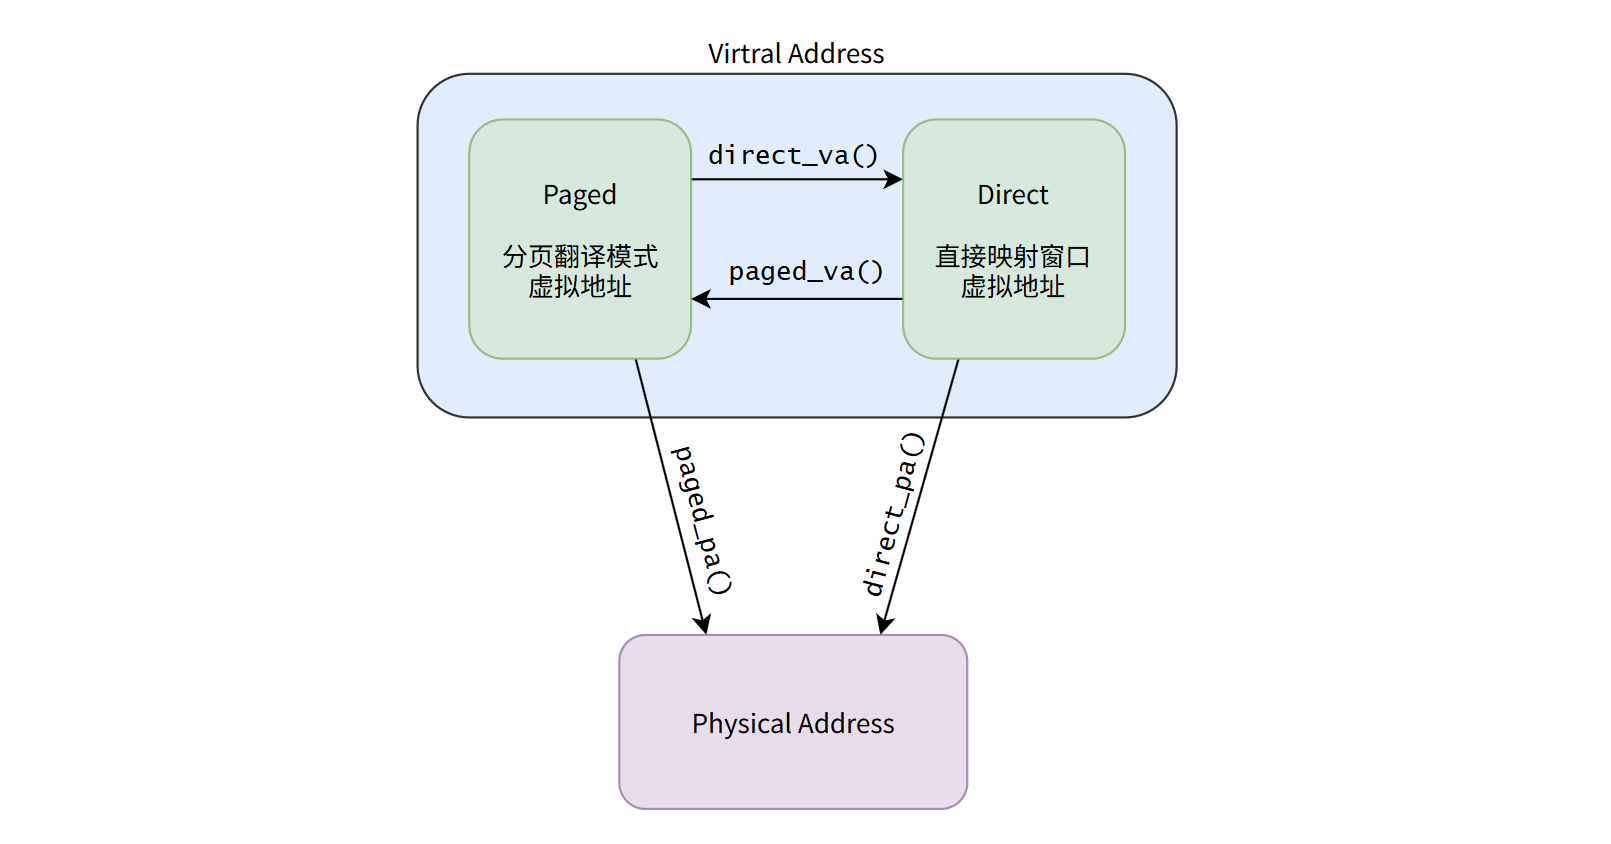 Virtral Address
direct_va()
Paged
Direct
分页翻译模式
虚拟地址
paged_va()
直接映射窗口
虚拟地址
paged_pa()
direct_pa()
Physical Address